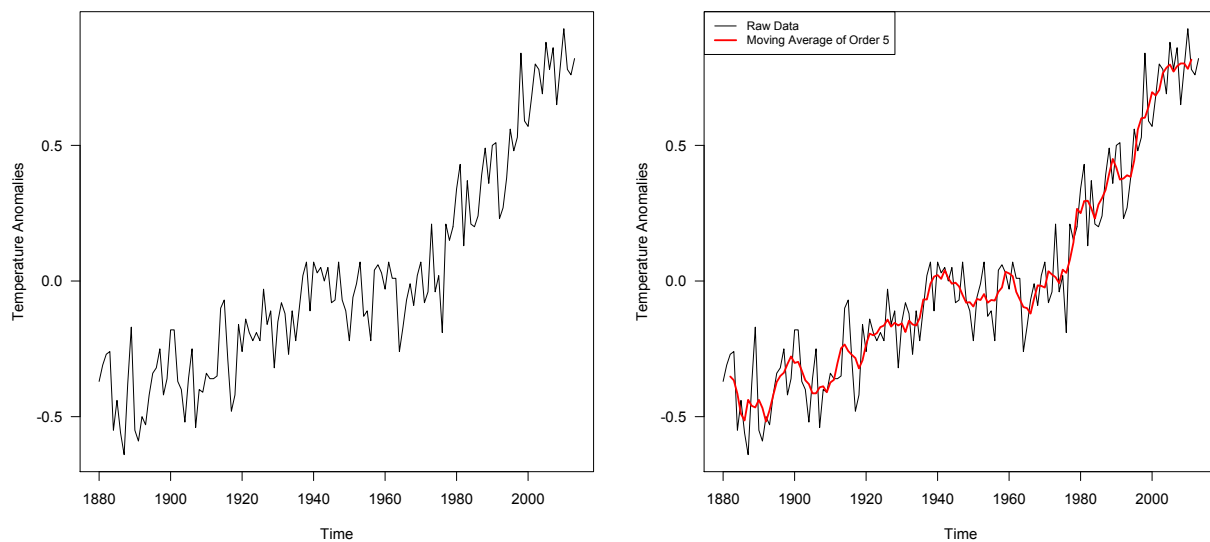 Temperature Anomalies
0.5
0.0
-0.5
1880 1900 1920 1940 1960 1980 2000
Time
Raw Data
Moving Average of Order 5
Temperature Anomalies
0.5
0.0
-0.5
1880 1900 1920 1940 1960 1980 2000
Time